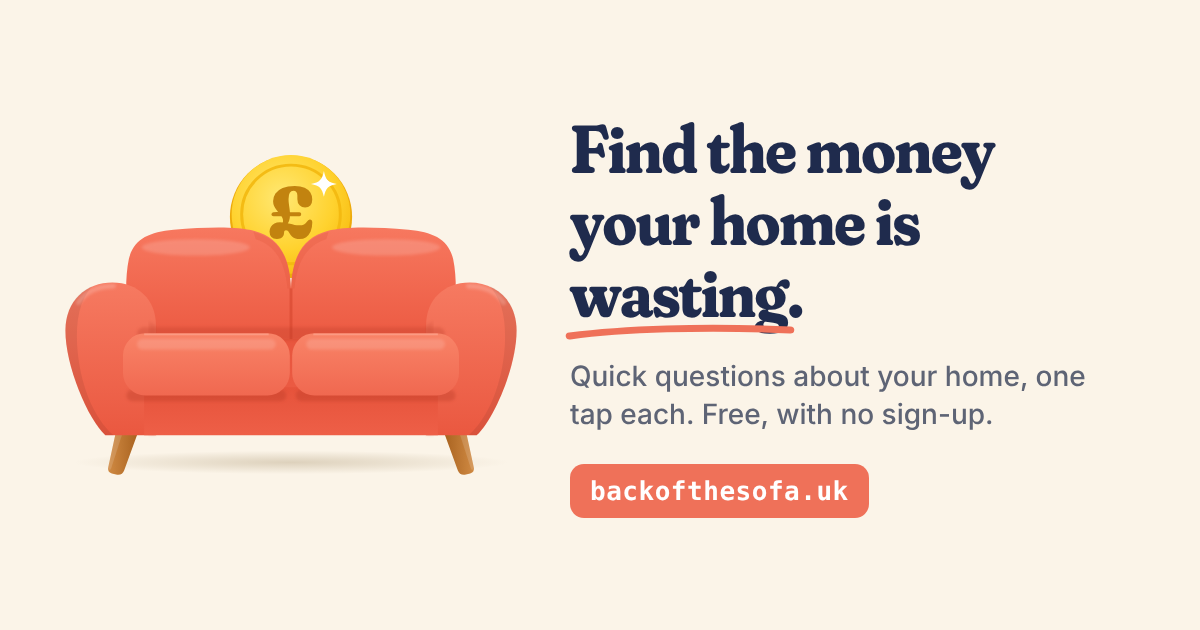 £
Find the money
your home is
wasting.
Quick questions about your home, one
tap each. Free, with no sign-up.
backofthesofa.uk